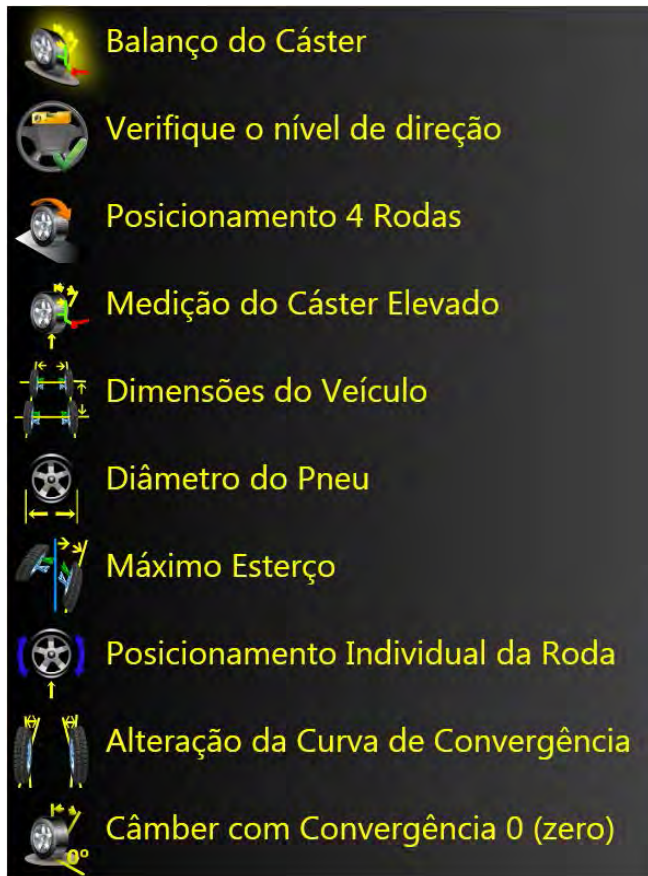 Balanço do Cáster
Verifique o nível de direção
Posicionamento 4 Rodas
Medição do Cáster Elevado
Dimensões do Veículo
Diâmetro do Pneu
Máximo Esterço
Posicionamento Individual da Roda
Alteração da Curva de Convergência
Câmber com Convergência 0 (zero)
0º